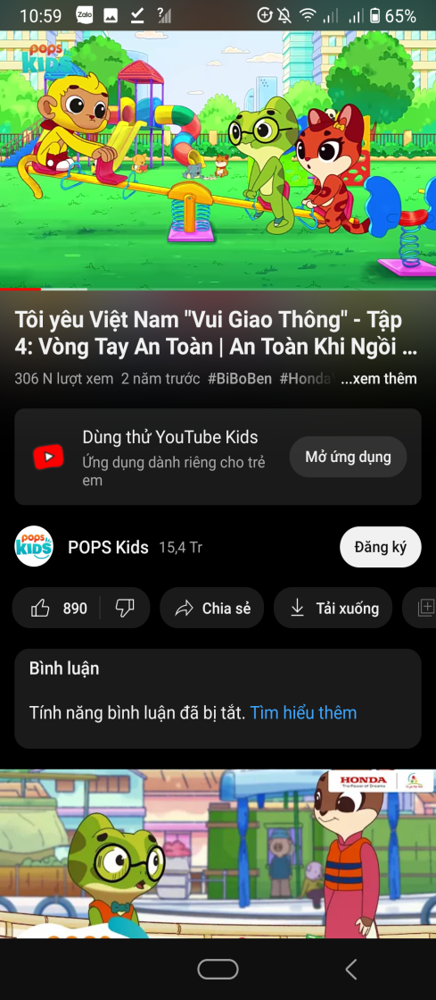 10:59
Zalo
65%
POPS
KIDS
Tôi yêu Việt Nam "Vui Giao Thông" - Tập
4: Vòng Tay An Toàn | An Toàn Khi Ngồi ...
306 N lượt xem 2 năm trước #BiBoBen #Honda ...xem thêm
Dùng thử YouTube Kids
Ứng dụng dành riêng cho trẻ
em
Mở ứng dụng
POPS
KIDS
POPS Kids 15,4 Tr
Đăng ký
890
Chia sẻ
Tải xuống
Bình luận
Tính năng bình luận đã bị tắt. Tìm hiểu thêm
HONDA
The Power of Dreams